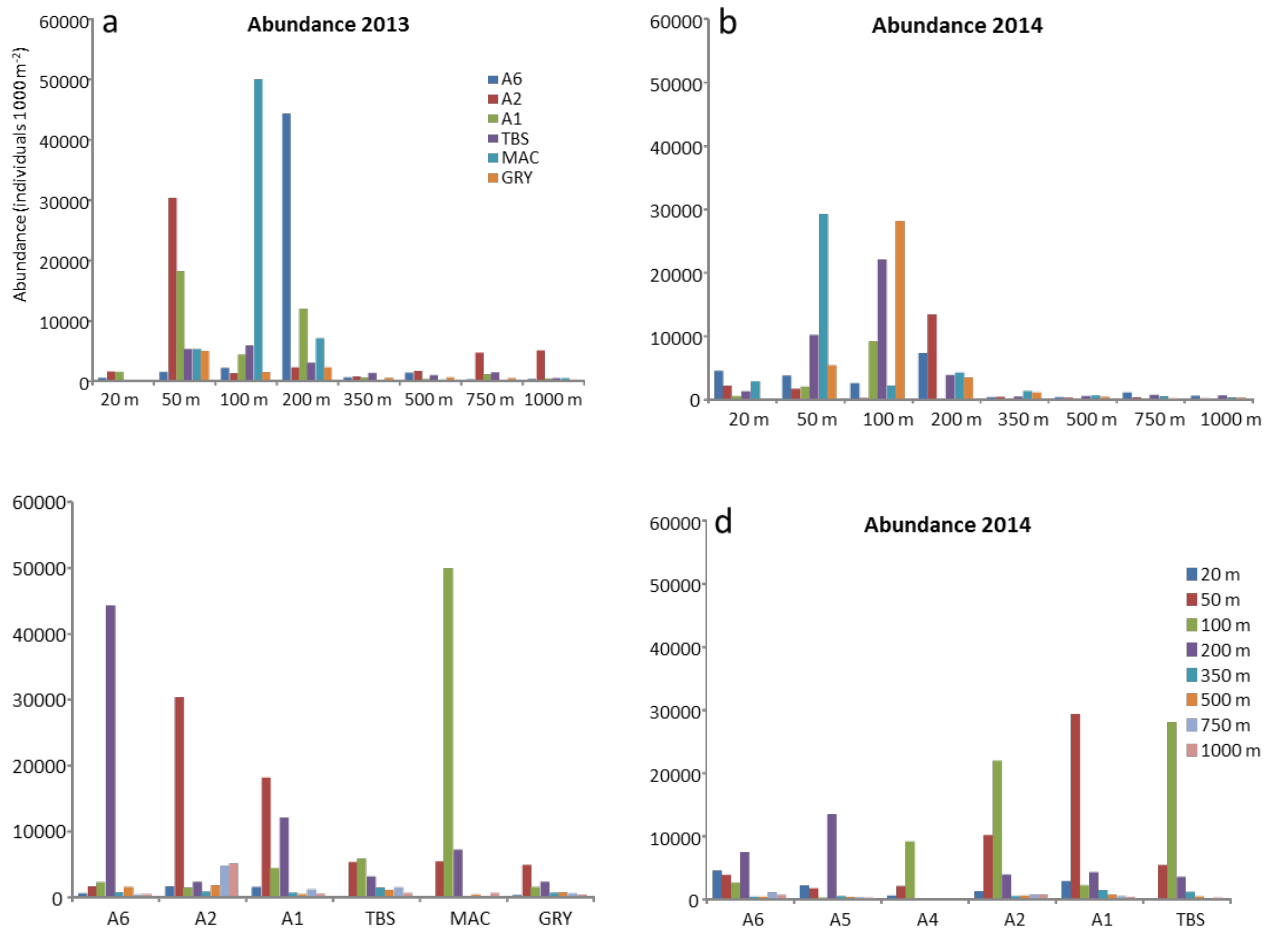 a
Abundance 2013
Abundance (individuals 1000 m⁻²)
60000
50000
40000
30000
20000
10000
0
A6
A2
A1
TBS
MAC
GRY
20 m 50 m 100 m 200 m 350 m 500 m 750 m 1000 m
b
Abundance 2014
60000
50000
40000
30000
20000
10000
0
20 m 50 m 100 m 200 m 350 m 500 m 750 m 1000 m
60000
50000
40000
30000
20000
10000
0
A6 A2 A1 TBS MAC GRY
d
Abundance 2014
60000
50000
40000
30000
20000
10000
0
20 m
50 m
100 m
200 m
350 m
500 m
750 m
1000 m
A6 A5 A4 A2 A1 TBS